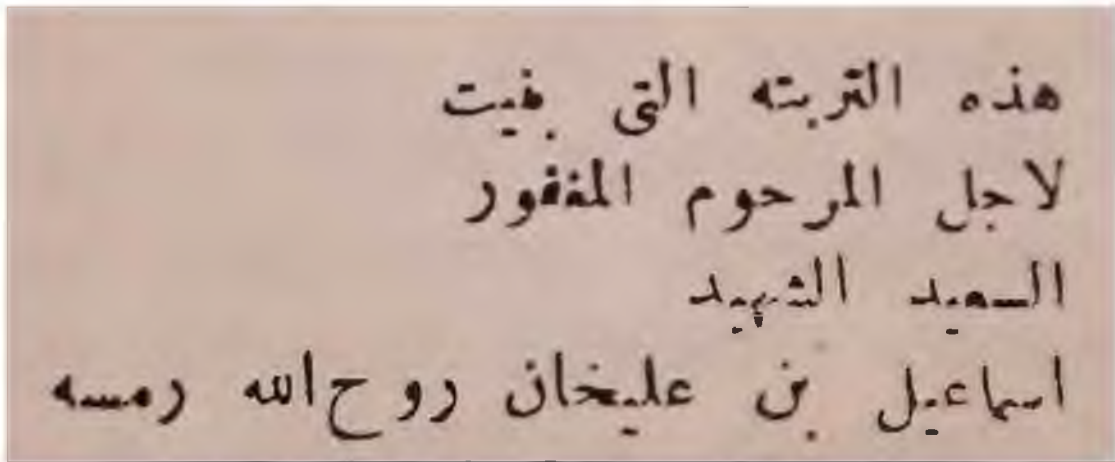 هذه التربته التى بنيت
لاجل المرحوم المغفور
السعيد الشهيد
اسماعيل بن عليخان روح الله رمسه